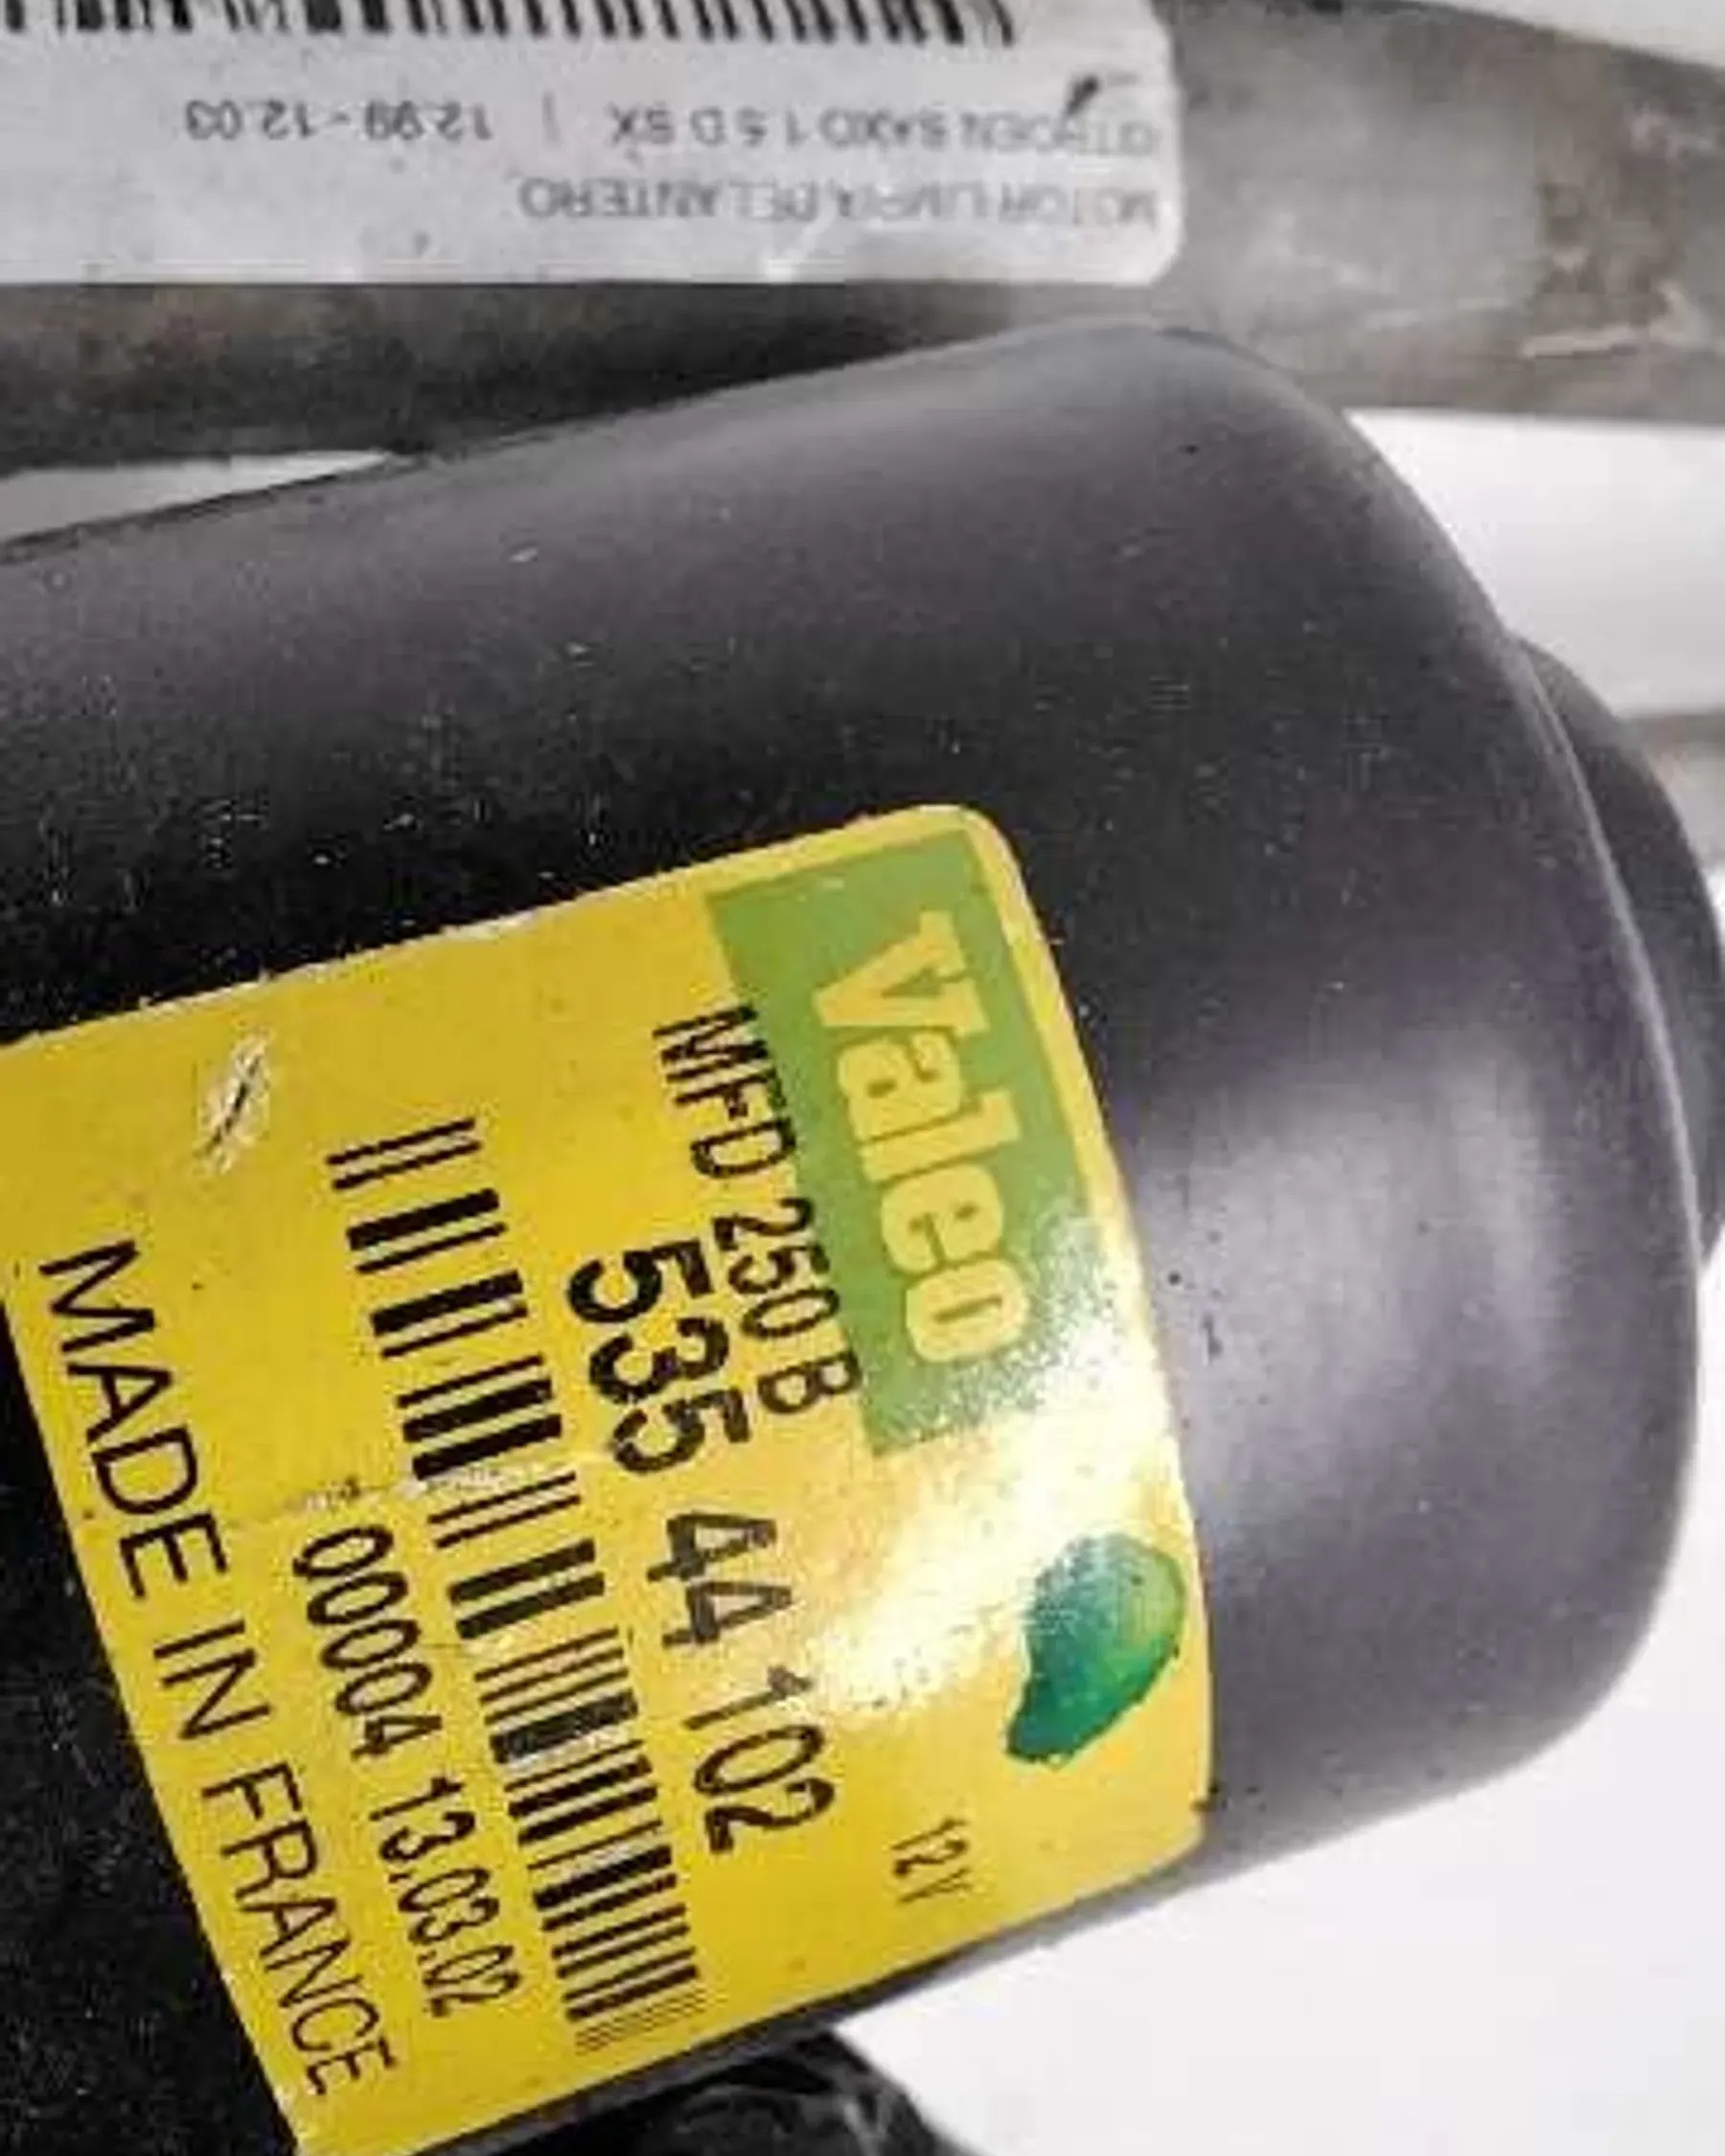 MOTOR LIMPIA DELANTERO
CITROEN SAXO 1.5 D SX | 12.99 - 12.03
Valeo
12V
MFD 250 B
535 44 102
00004 13.03.02
MADE IN FRANCE